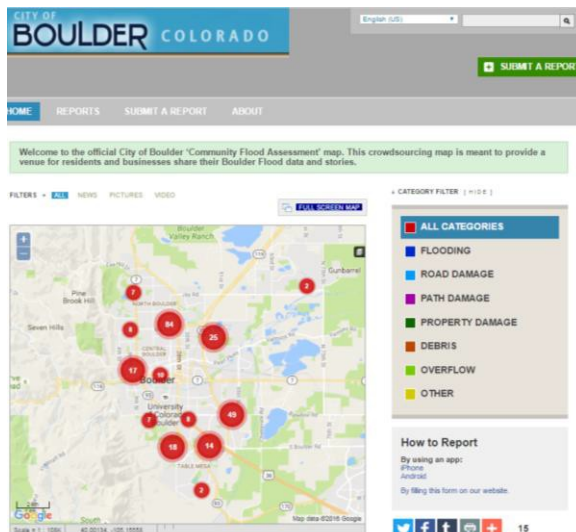 CITY OF
BOULDER COLORADO
English (US)
SUBMIT A REPORT
HOME REPORTS SUBMIT A REPORT ABOUT
Welcome to the official City of Boulder 'Community Flood Assessment' map. This crowdsourcing map is meant to provide a
venue for residents and businesses share their Boulder Flood data and stories.
FILTERS ALL NEWS PICTURES VIDEO
FULL SCREEN MAP
CATEGORY FILTER [HIDE]
ALL CATEGORIES
FLOODING
ROAD DAMAGE
PATH DAMAGE
PROPERTY DAMAGE
DEBRIS
OVERFLOW
OTHER
Boulder
Valley Ranch
Gunbarrel
2
Pine
Brook Hill
7
NORTH BOULDER
Seven Hills
8
84
25
CENTRAL
BOULDER
17
10
Boulder
University
of Colorado
Boulder
7
8
49
18
14
TABLE MESA
2
South
Google
Map data ©2016 Google
How to Report
By using an app:
iPhone
Android
By filling this form on our website.
15